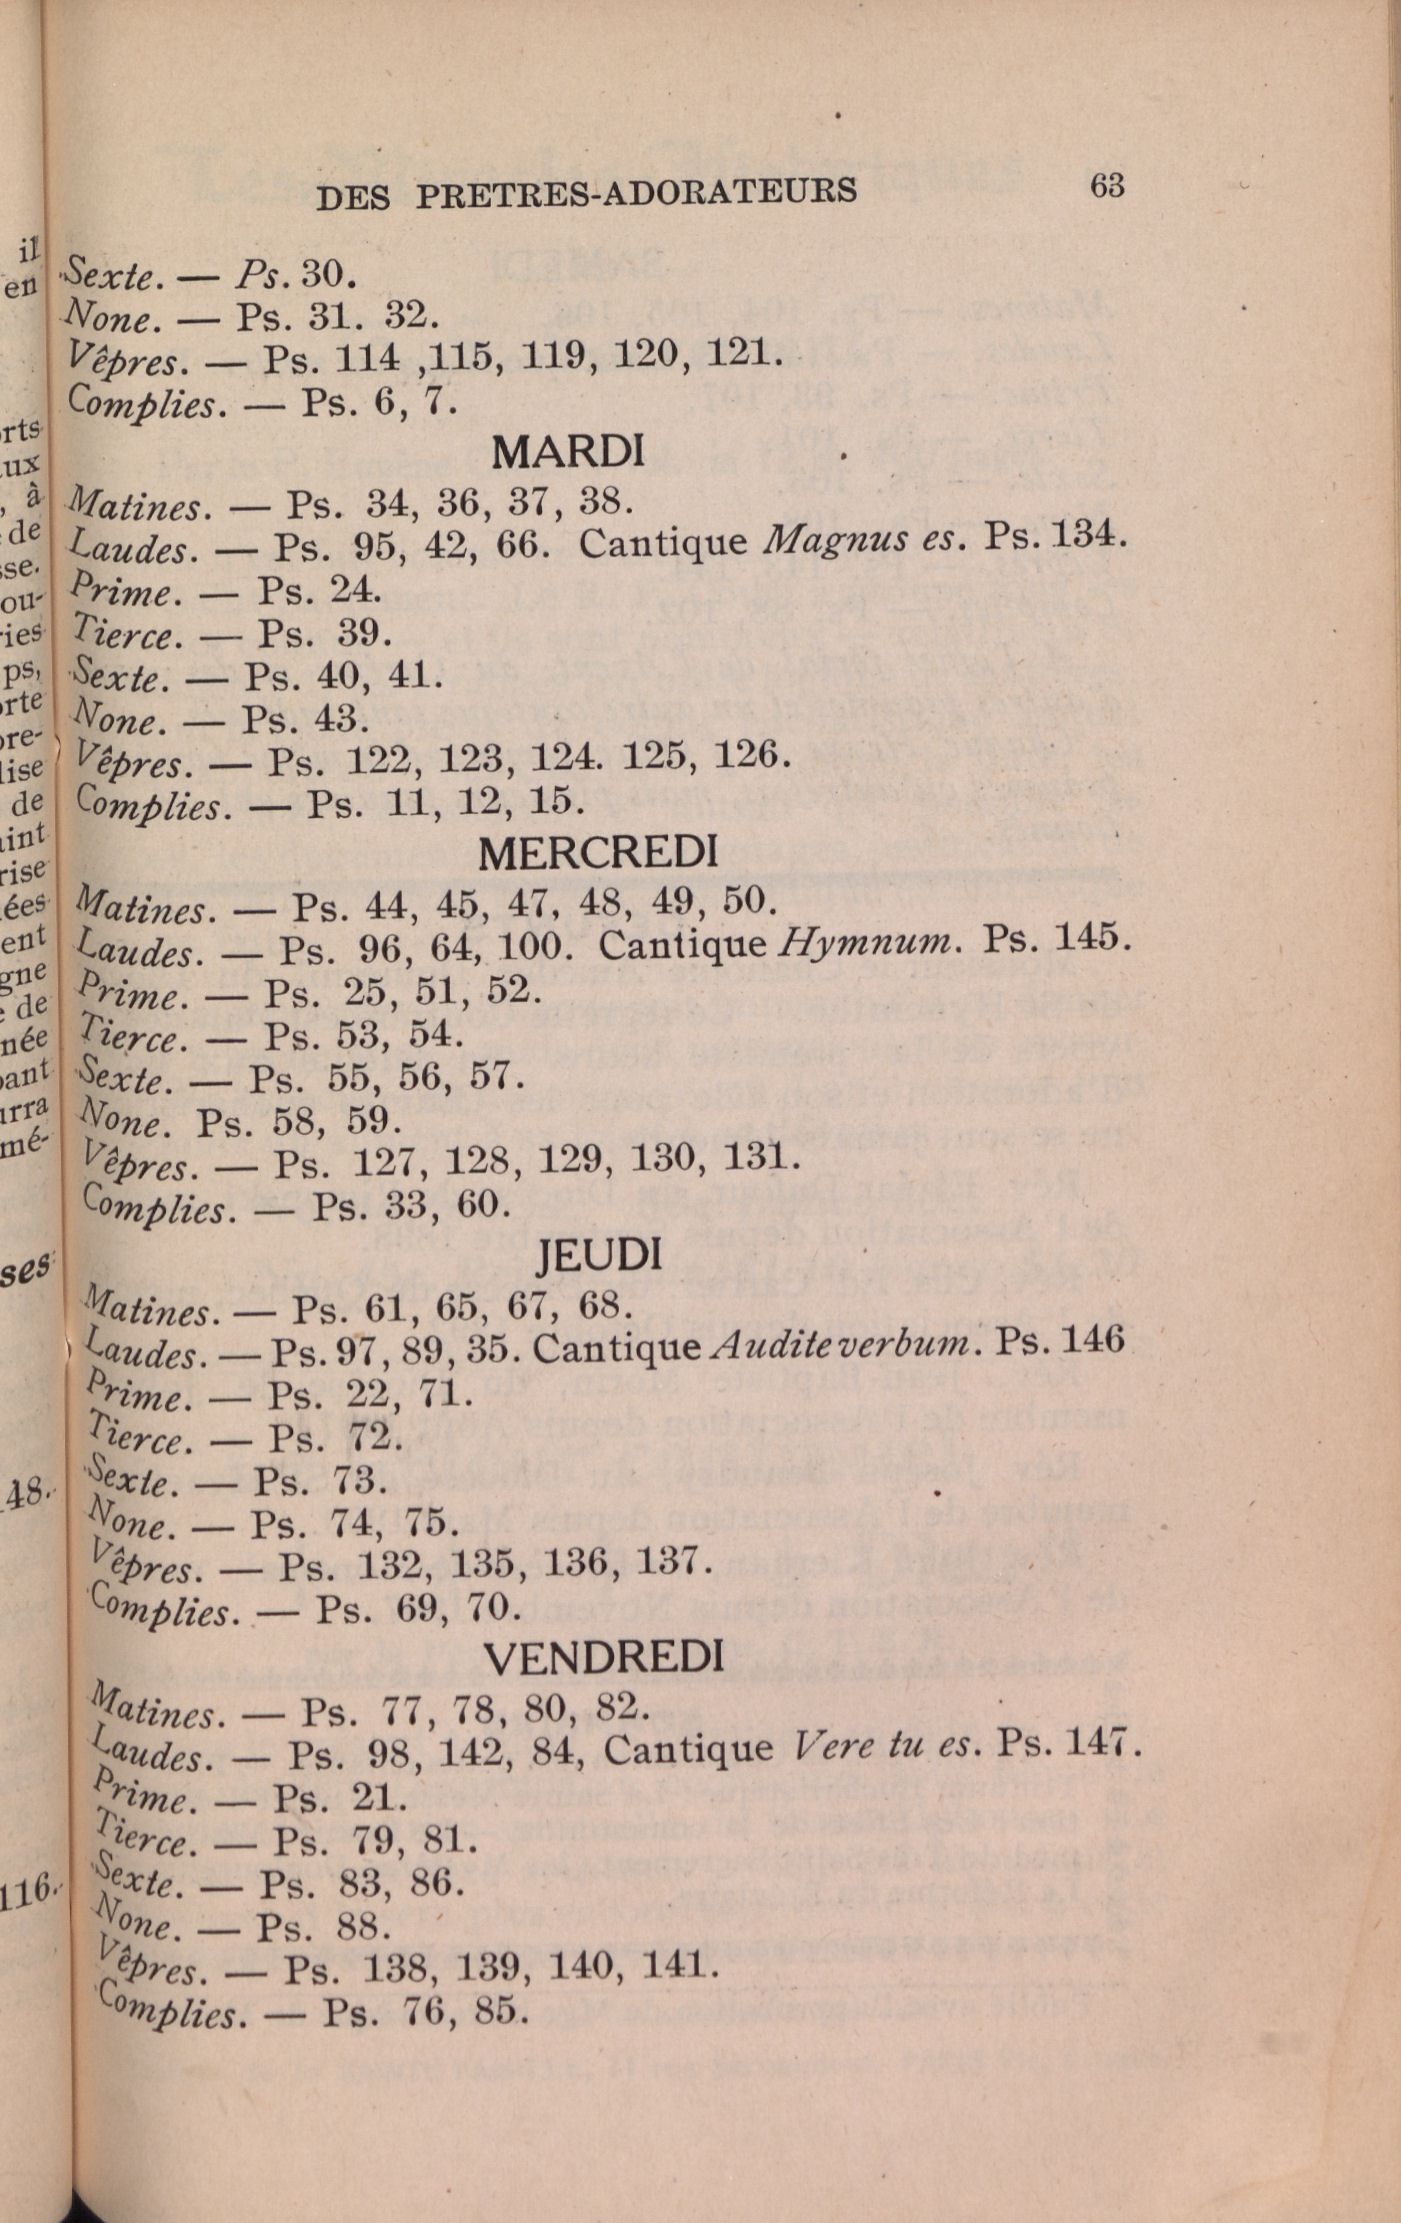 DES PRETRES-ADORATEURS 63
Sexte. — Ps. 30.
None. — Ps. 31. 32.
Vêpres. — Ps. 114 ,115, 119, 120, 121.
Complies. — Ps. 6, 7.
MARDI
Matines. — Ps. 34, 36, 37, 38.
Laudes. — Ps. 95, 42, 66. Cantique Magnus es. Ps. 134.
Prime. — Ps. 24.
Tierce. — Ps. 39.
Sexte. — Ps. 40, 41.
None. — Ps. 43.
Vêpres. — Ps. 122, 123, 124. 125, 126.
Complies. — Ps. 11, 12, 15.
MERCREDI
Matines. — Ps. 44, 45, 47, 48, 49, 50.
Laudes. — Ps. 96, 64, 100. Cantique Hymnum. Ps. 145.
Prime. — Ps. 25, 51, 52.
Tierce. — Ps. 53, 54.
Sexte. — Ps. 55, 56, 57.
None. Ps. 58, 59.
Vêpres. — Ps. 127, 128, 129, 130, 131.
Complies. — Ps. 33, 60.
JEUDI
Matines. — Ps. 61, 65, 67, 68.
Laudes. — Ps. 97, 89, 35. Cantique Audite verbum. Ps. 146
Prime. — Ps. 22, 71.
Tierce. — Ps. 72.
Sexte. — Ps. 73.
None. — Ps. 74, 75.
Vêpres. — Ps. 132, 135, 136, 137.
Complies. — Ps. 69, 70.
VENDREDI
Matines. — Ps. 77, 78, 80, 82.
Laudes. — Ps. 98, 142, 84, Cantique Vere tu es. Ps. 147.
Prime. — Ps. 21.
Tierce. — Ps. 79, 81.
Sexte. — Ps. 83, 86.
None. — Ps. 88.
Vêpres. — Ps. 138, 139, 140, 141.
Complies. — Ps. 76, 85.